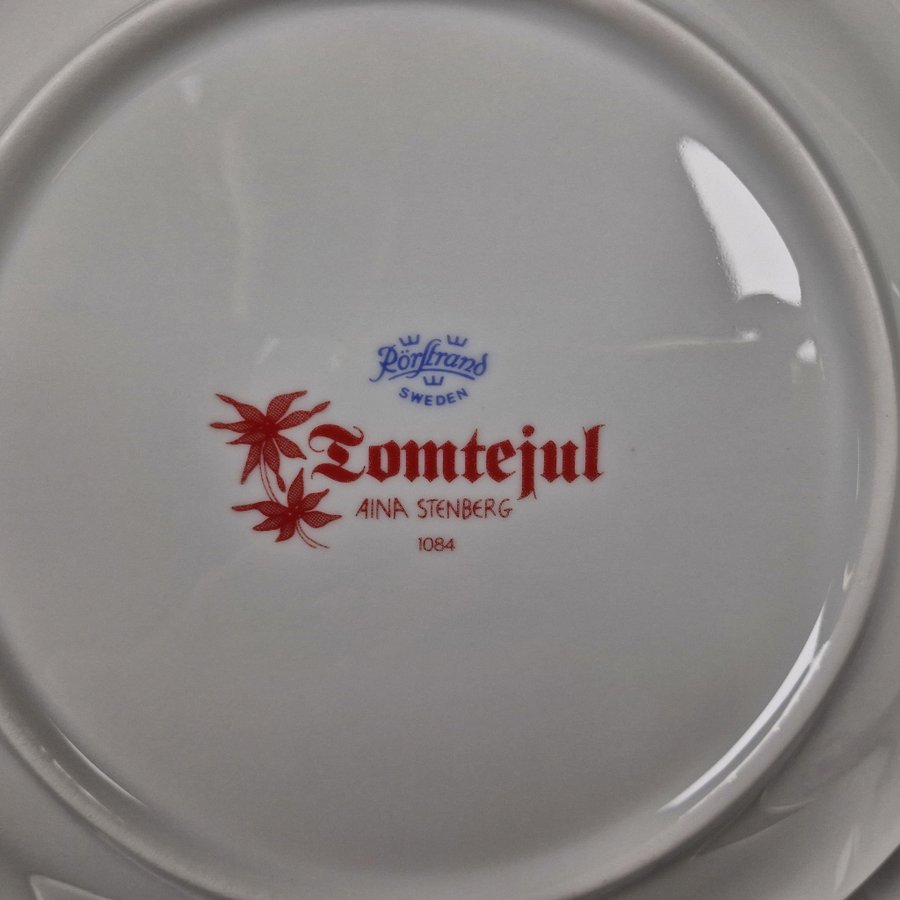 Rörstrand
SWEDEN
Tomtejul
AINA STENBERG
1084